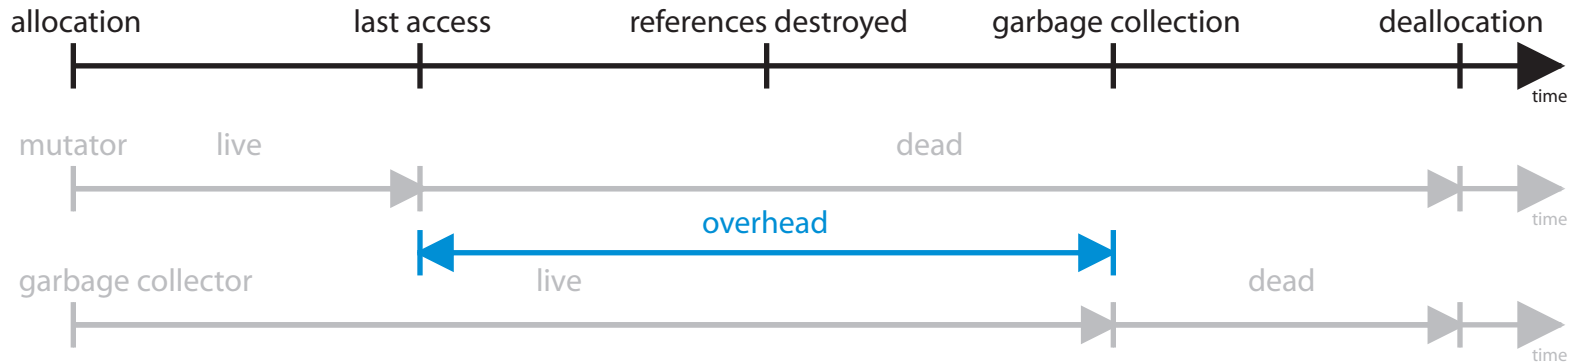 allocation last access references destroyed garbage collection deallocation
time
mutator live dead
time
overhead
garbage collector live dead
time